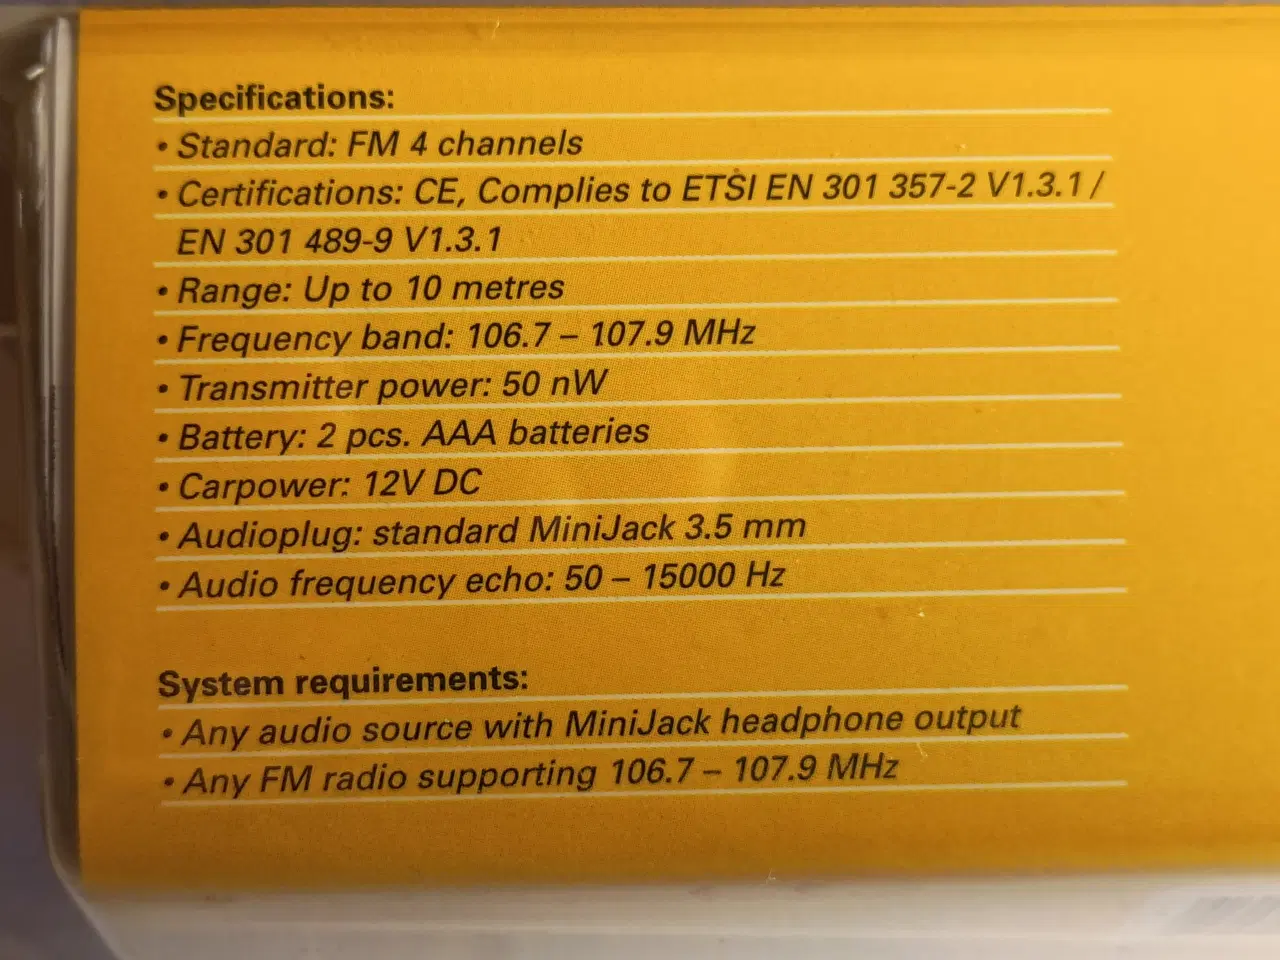 Specifications:
• Standard: FM 4 channels
• Certifications: CE, Complies to ETSI EN 301 357-2 V1.3.1 /
EN 301 489-9 V1.3.1
• Range: Up to 10 metres
• Frequency band: 106.7 – 107.9 MHz
• Transmitter power: 50 nW
• Battery: 2 pcs. AAA batteries
• Carpower: 12V DC
• Audioplug: standard MiniJack 3.5 mm
• Audio frequency echo: 50 – 15000 Hz
System requirements:
• Any audio source with MiniJack headphone output
• Any FM radio supporting 106.7 – 107.9 MHz